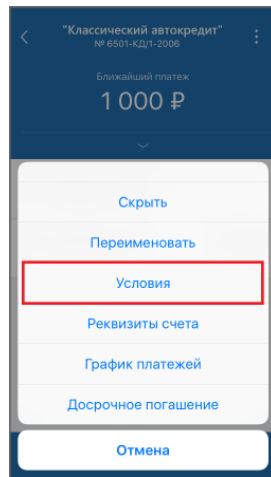 "Классический автокредит"
№ 6501-КД/1-2006
Ближайший платеж
1 000 ₽
Скрыть
Переименовать
Условия
Реквизиты счета
График платежей
Досрочное погашение
Отмена